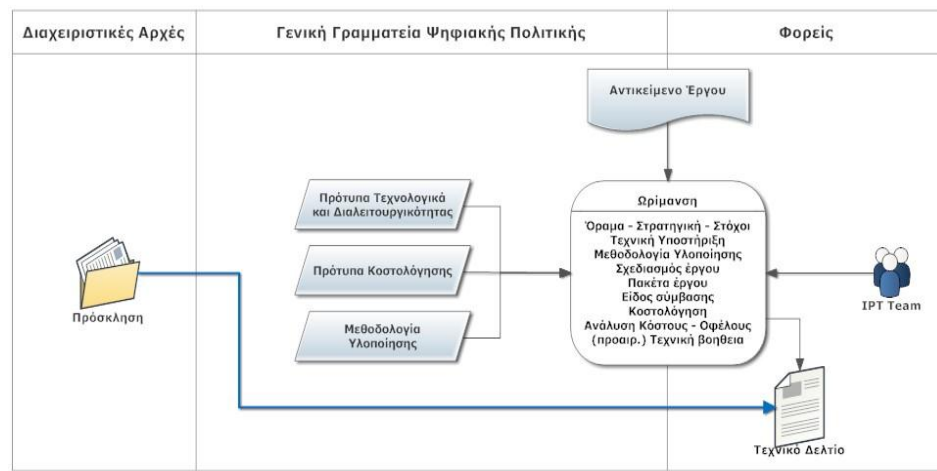 Διαχειριστικές Αρχές
Γενική Γραμματεία Ψηφιακής Πολιτικής
Φορείς
Αντικείμενο Έργου
Πρότυπα Τεχνολογικά
και Διαλειτουργικότητας
Πρότυπα Κοστολόγησης
Μεθοδολογία
Υλοποίησης
Ωρίμανση
Όραμα - Στρατηγική - Στόχοι
Τεχνική Υποστήριξη
Μεθοδολογία Υλοποίησης
Σχεδιασμός έργου
Πακέτα έργου
Είδος σύμβασης
Κοστολόγηση
Ανάλυση Κόστους - Οφέλους
(προαιρ.) Τεχνική βοηθεια
Πρόσκληση
IPT Team
Τεχνικό Δελτίο